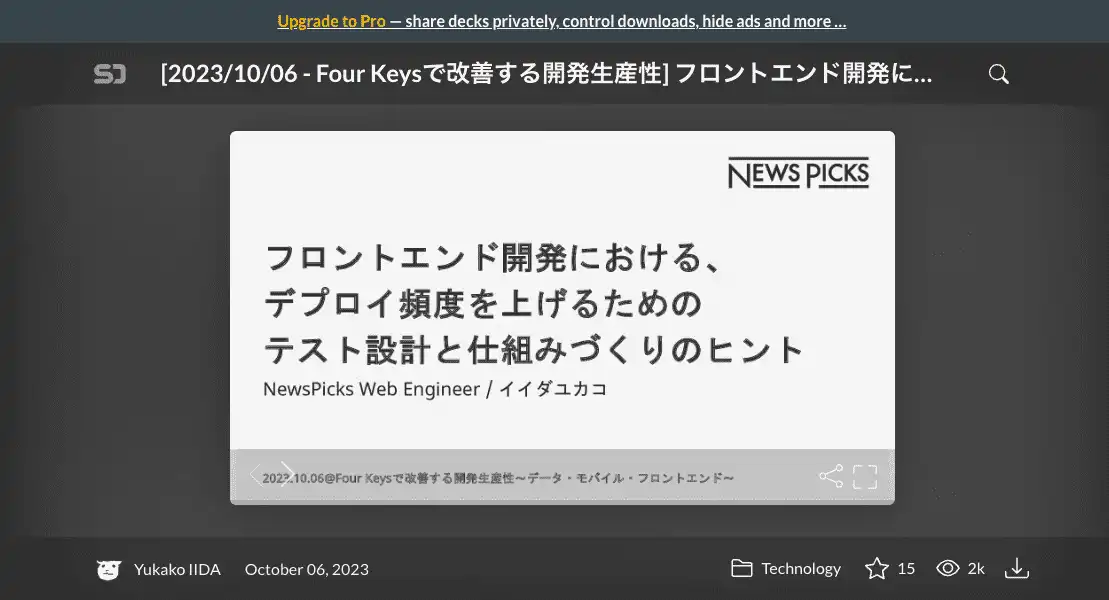 Upgrade to Pro — share decks privately, control downloads, hide ads and more …
[2023/10/06 - Four Keysで改善する開発生産性] フロントエンド開発に…
NEWS PICKS
フロントエンド開発における、
デプロイ頻度を上げるための
テスト設計と仕組みづくりのヒント
NewsPicks Web Engineer / イイダユカコ
2023.10.06@Four Keysで改善する開発生産性〜データ・モバイル・フロントエンド〜
Yukako IIDA October 06, 2023 Technology 15 2k